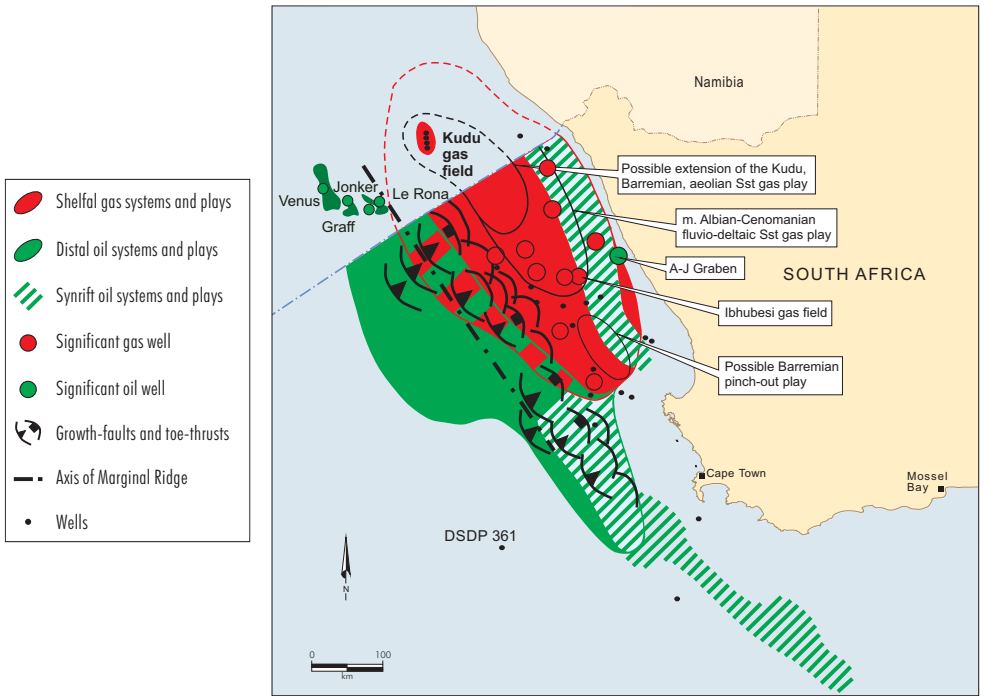 Shelfal gas systems and plays
Distal oil systems and plays
Synrift oil systems and plays
Significant gas well
Significant oil well
Growth-faults and toe-thrusts
Axis of Marginal Ridge
Wells
Namibia
Kudu
gas
field
Venus
Jonker
Le Rona
Graff
Possible extension of the Kudu,
Barremian, aeolian Sst gas play
m. Albian-Cenomanian
fluvio-deltaic Sst gas play
A-J Graben
SOUTH AFRICA
Ibhubesi gas field
Possible Barremian
pinch-out play
Cape Town
Mossel
Bay
DSDP 361
N
0 100
km